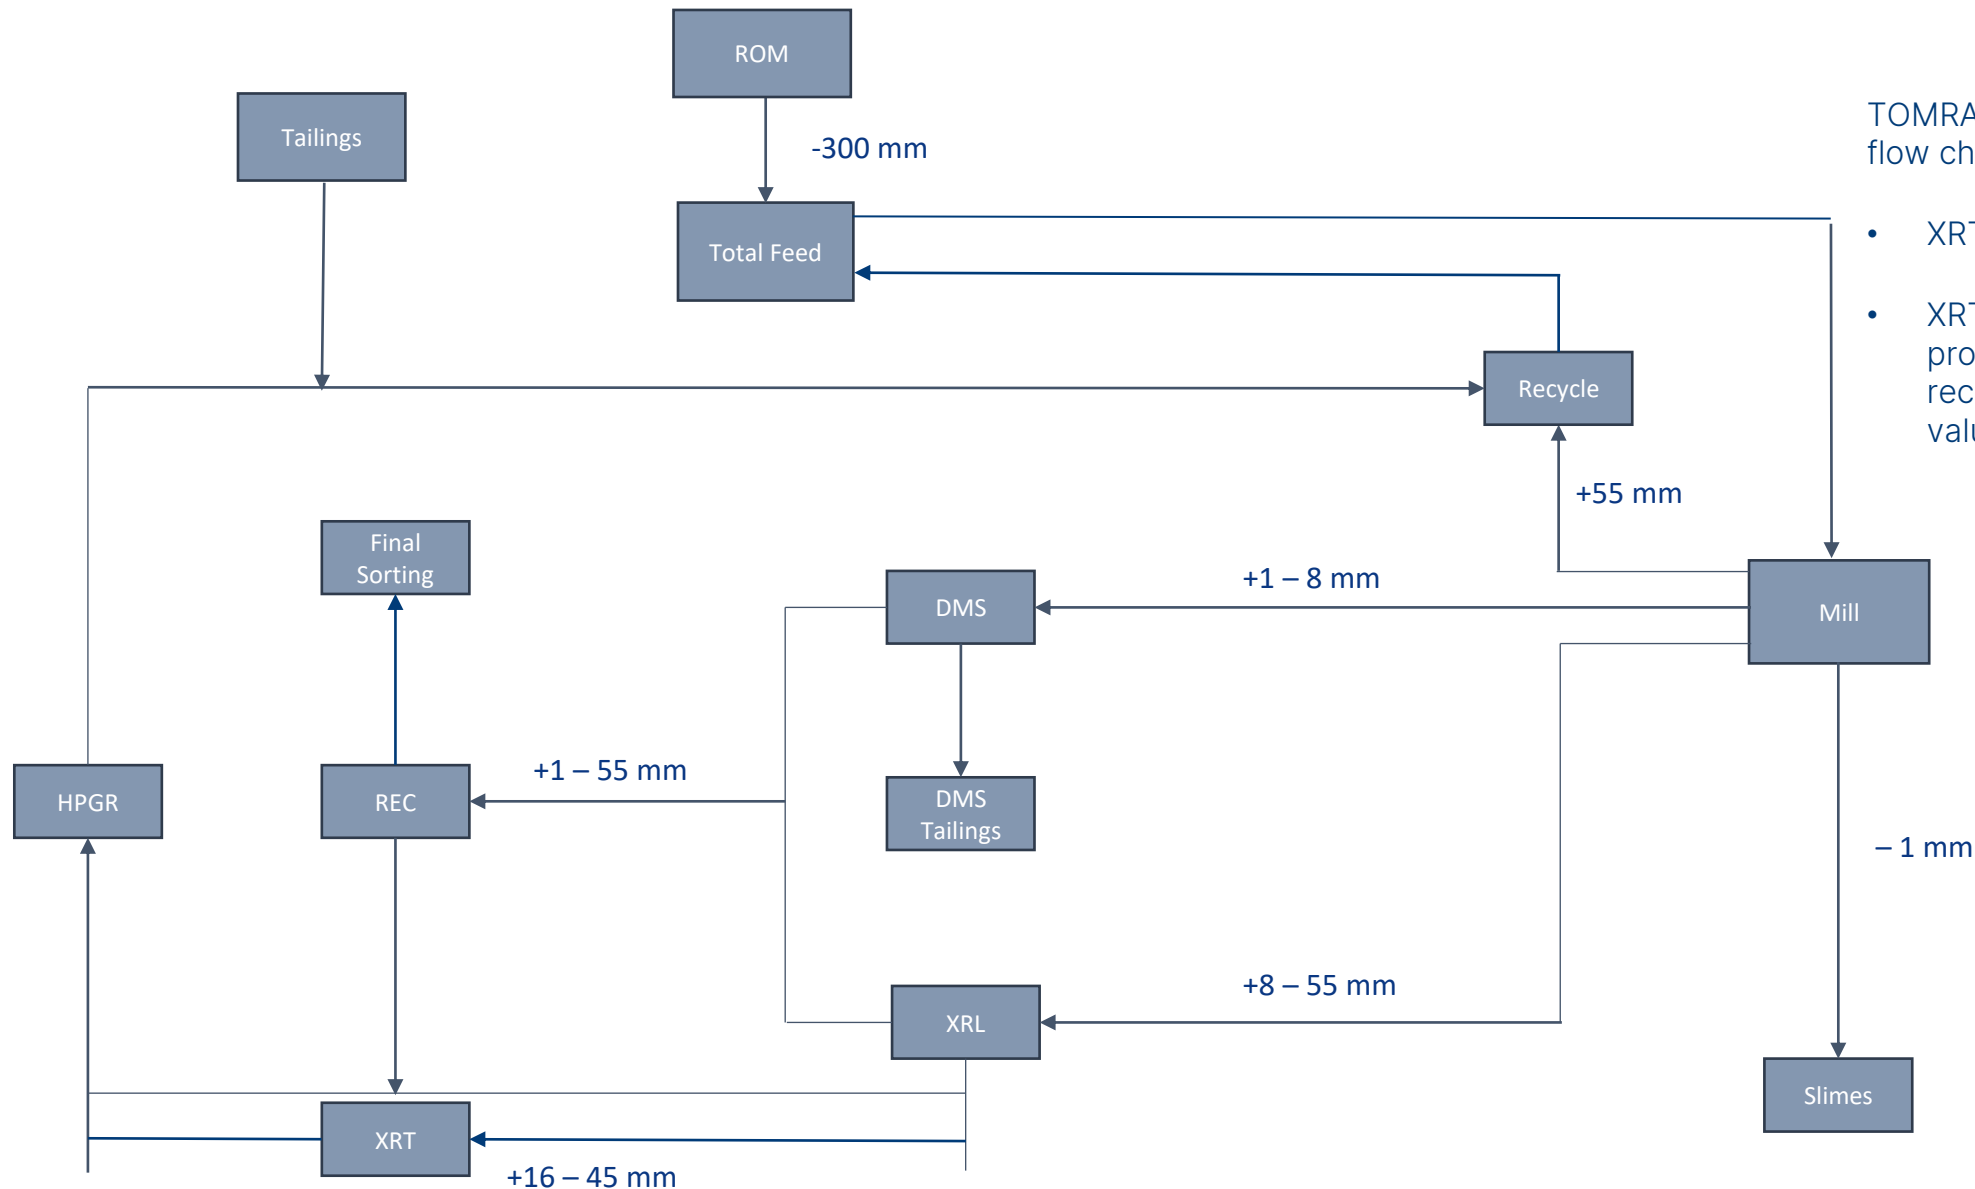 ROM
Tailings
-300 mm
Total Feed
TOMRA
flow ch
• XRT
• XRT
pro
rec
valu
Recycle
+55 mm
Final
Sorting
+1 – 8 mm
DMS
Mill
+1 – 55 mm
HPGR
REC
DMS
Tailings
– 1 mm
+8 – 55 mm
XRL
Slimes
XRT
+16 – 45 mm